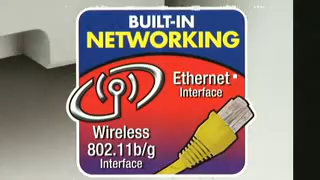 BUILT-IN
NETWORKING
Ethernet
Interface
Wireless
802.11b/g
Interface